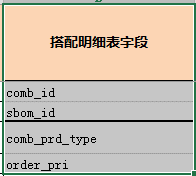 搭配明细表字段
comb_id
sbom_id
comb_prd_type
order_pri